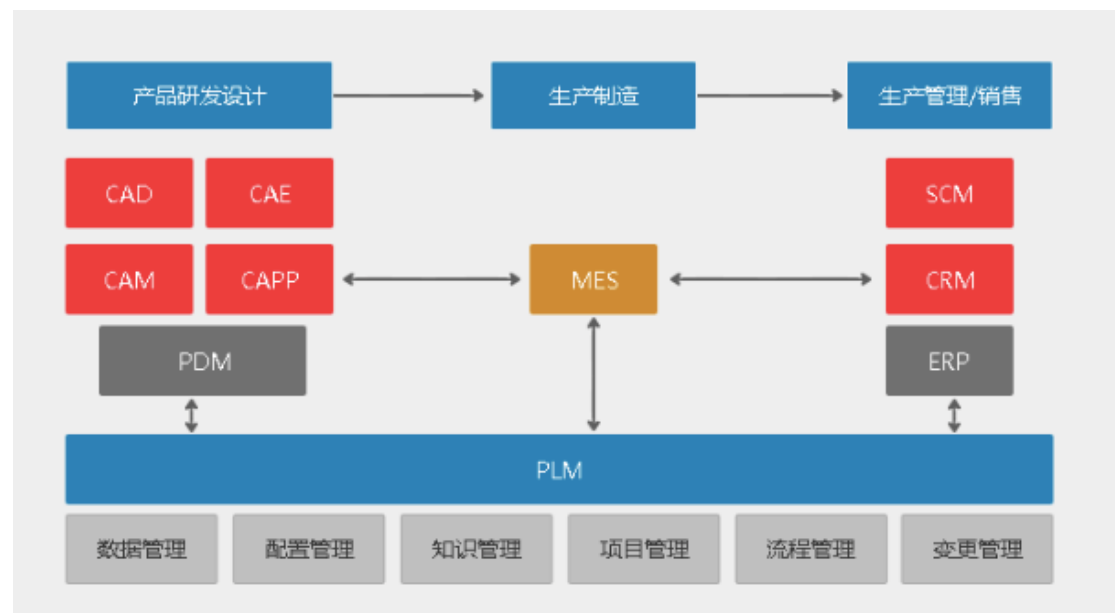 产品研发设计 生产制造 生产管理/销售
CAD CAE SCM
CAM CAPP MES CRM
PDM ERP
PLM
数据管理 配置管理 知识管理 项目管理 流程管理 变更管理